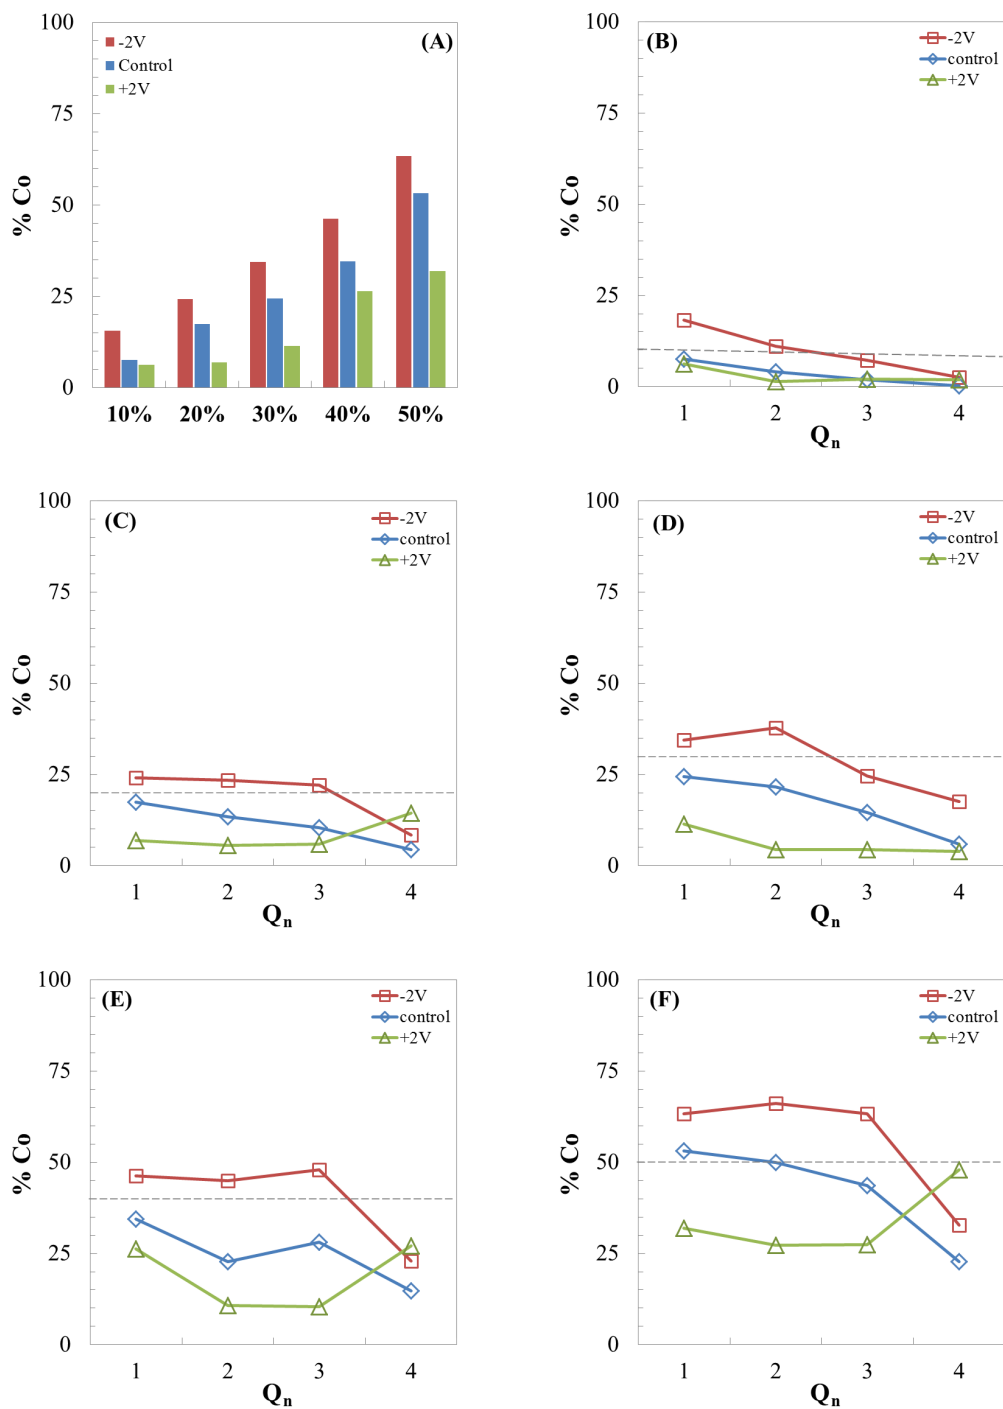 (A)
-2V
Control
+2V
100
75
50
25
0
% Co
10% 20% 30% 40% 50%
(B)
-2V
control
+2V
100
75
50
25
0
% Co
1 2 3 4
Qn
(C)
-2V
control
+2V
100
75
50
25
0
% Co
1 2 3 4
Qn
(D)
-2V
control
+2V
100
75
50
25
0
% Co
1 2 3 4
Qn
(E)
-2V
control
+2V
100
75
50
25
0
% Co
1 2 3 4
Qn
(F)
-2V
control
+2V
100
75
50
25
0
% Co
1 2 3 4
Qn